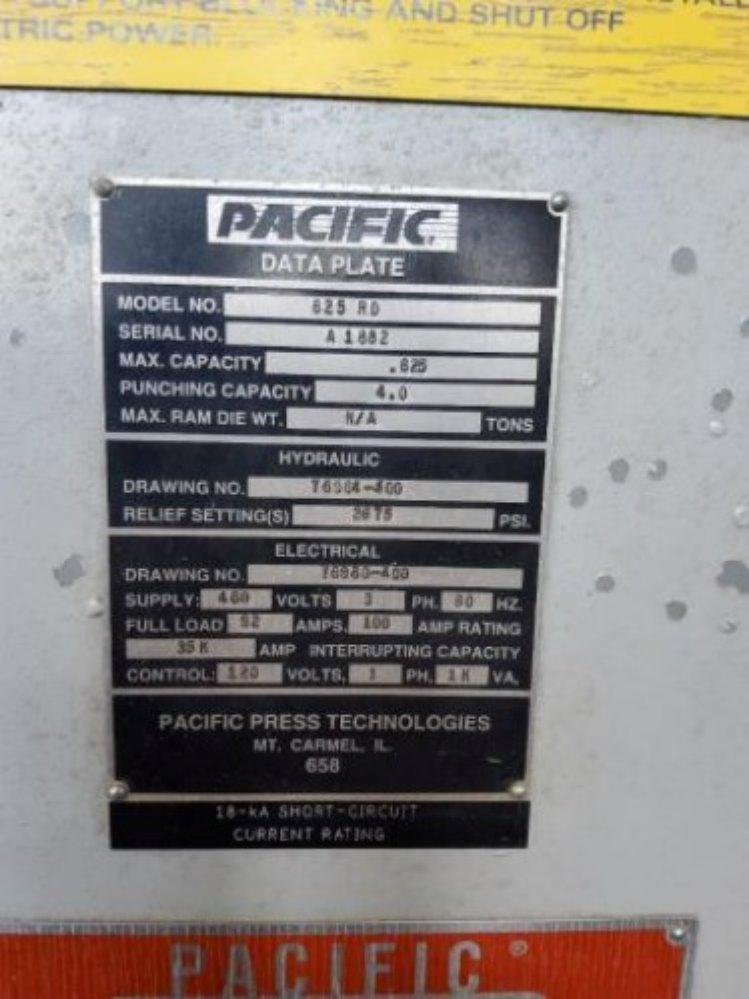 AND SHUT OFF
TRIC POWER.
PACIFIC
DATA PLATE
MODEL NO. 625 RD
SERIAL NO. A 1882
MAX. CAPACITY .625
PUNCHING CAPACITY 4.0
MAX. RAM DIE WT. N/A TONS
HYDRAULIC
DRAWING NO.
RELIEF SETTING(S) PSI.
ELECTRICAL
DRAWING NO.
SUPPLY: 460 VOLTS 3 PH. 60 HZ.
FULL LOAD 52 AMPS. 100 AMP RATING
35 K AMP INTERRUPTING CAPACITY
CONTROL: 120 VOLTS, 1 PH. 1K VA.
PACIFIC PRESS TECHNOLOGIES
MT. CARMEL, IL.
658
18-kA SHORT-CIRCUIT
CURRENT RATING
PACIFIC ®